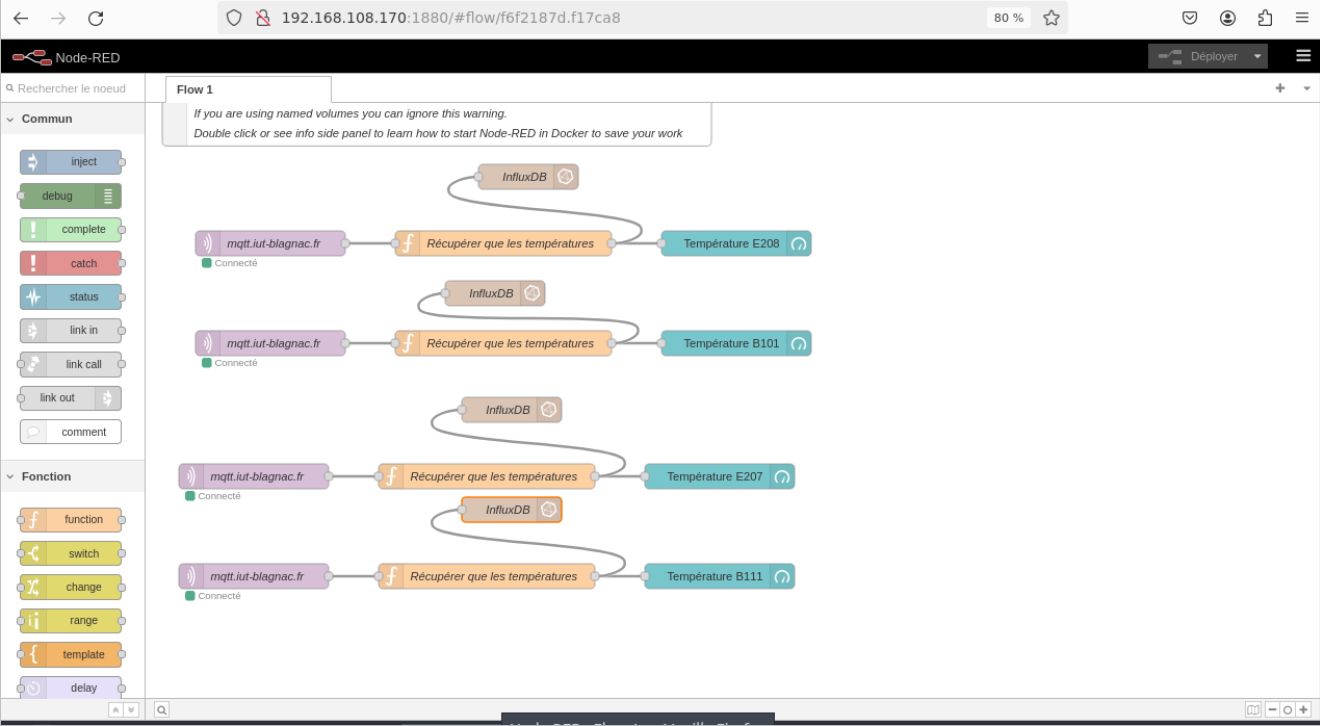 192.168.108.170:1880/#flow/f6f2187d.f17ca8
80 %
Node-RED
Déployer
Rechercher le noeud
Flow 1
If you are using named volumes you can ignore this warning.
Double click or see info side panel to learn how to start Node-RED in Docker to save your work
Commun
inject
debug
complete
catch
status
link in
link call
link out
comment
Fonction
function
switch
change
range
template
delay
InfluxDB
mqtt.iut-blagnac.fr
Récupérer que les températures
Température E208
Connecté
InfluxDB
mqtt.iut-blagnac.fr
Récupérer que les températures
Température B101
Connecté
InfluxDB
mqtt.iut-blagnac.fr
Récupérer que les températures
Température E207
Connecté
InfluxDB
mqtt.iut-blagnac.fr
Récupérer que les températures
Température B111
Connecté